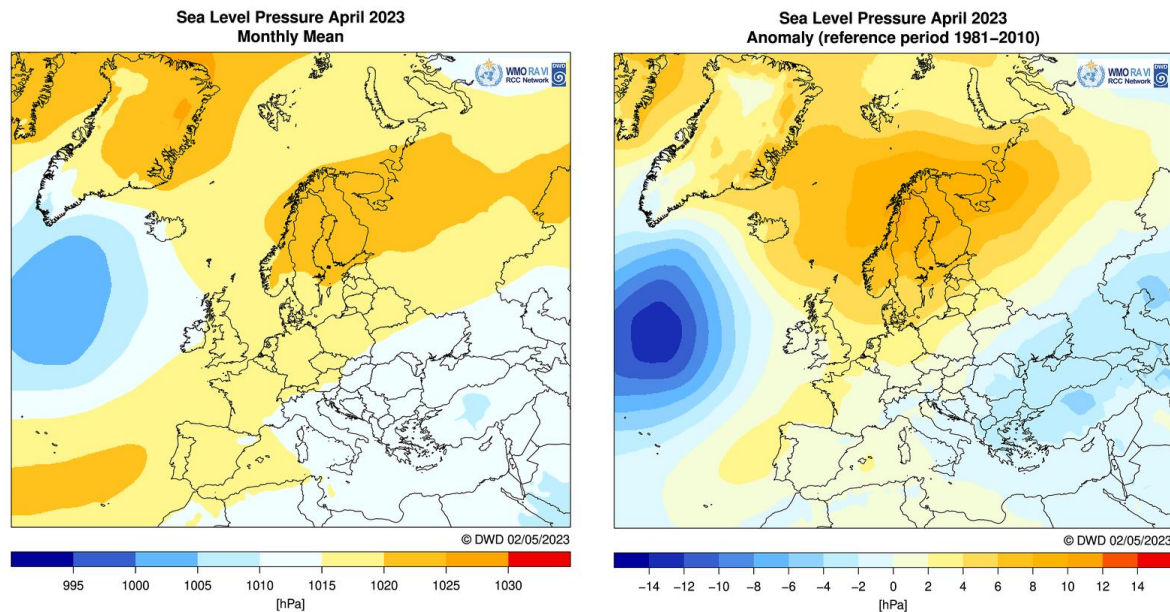 Sea Level Pressure April 2023
Monthly Mean
WMO RA VI
RCC Network
DWD
© DWD 02/05/2023
995 1000 1005 1010 1015 1020 1025 1030
[hPa]
Sea Level Pressure April 2023
Anomaly (reference period 1981−2010)
WMO RA VI
RCC Network
DWD
© DWD 02/05/2023
−14 −12 −10 −8 −6 −4 −2 0 2 4 6 8 10 12 14
[hPa]